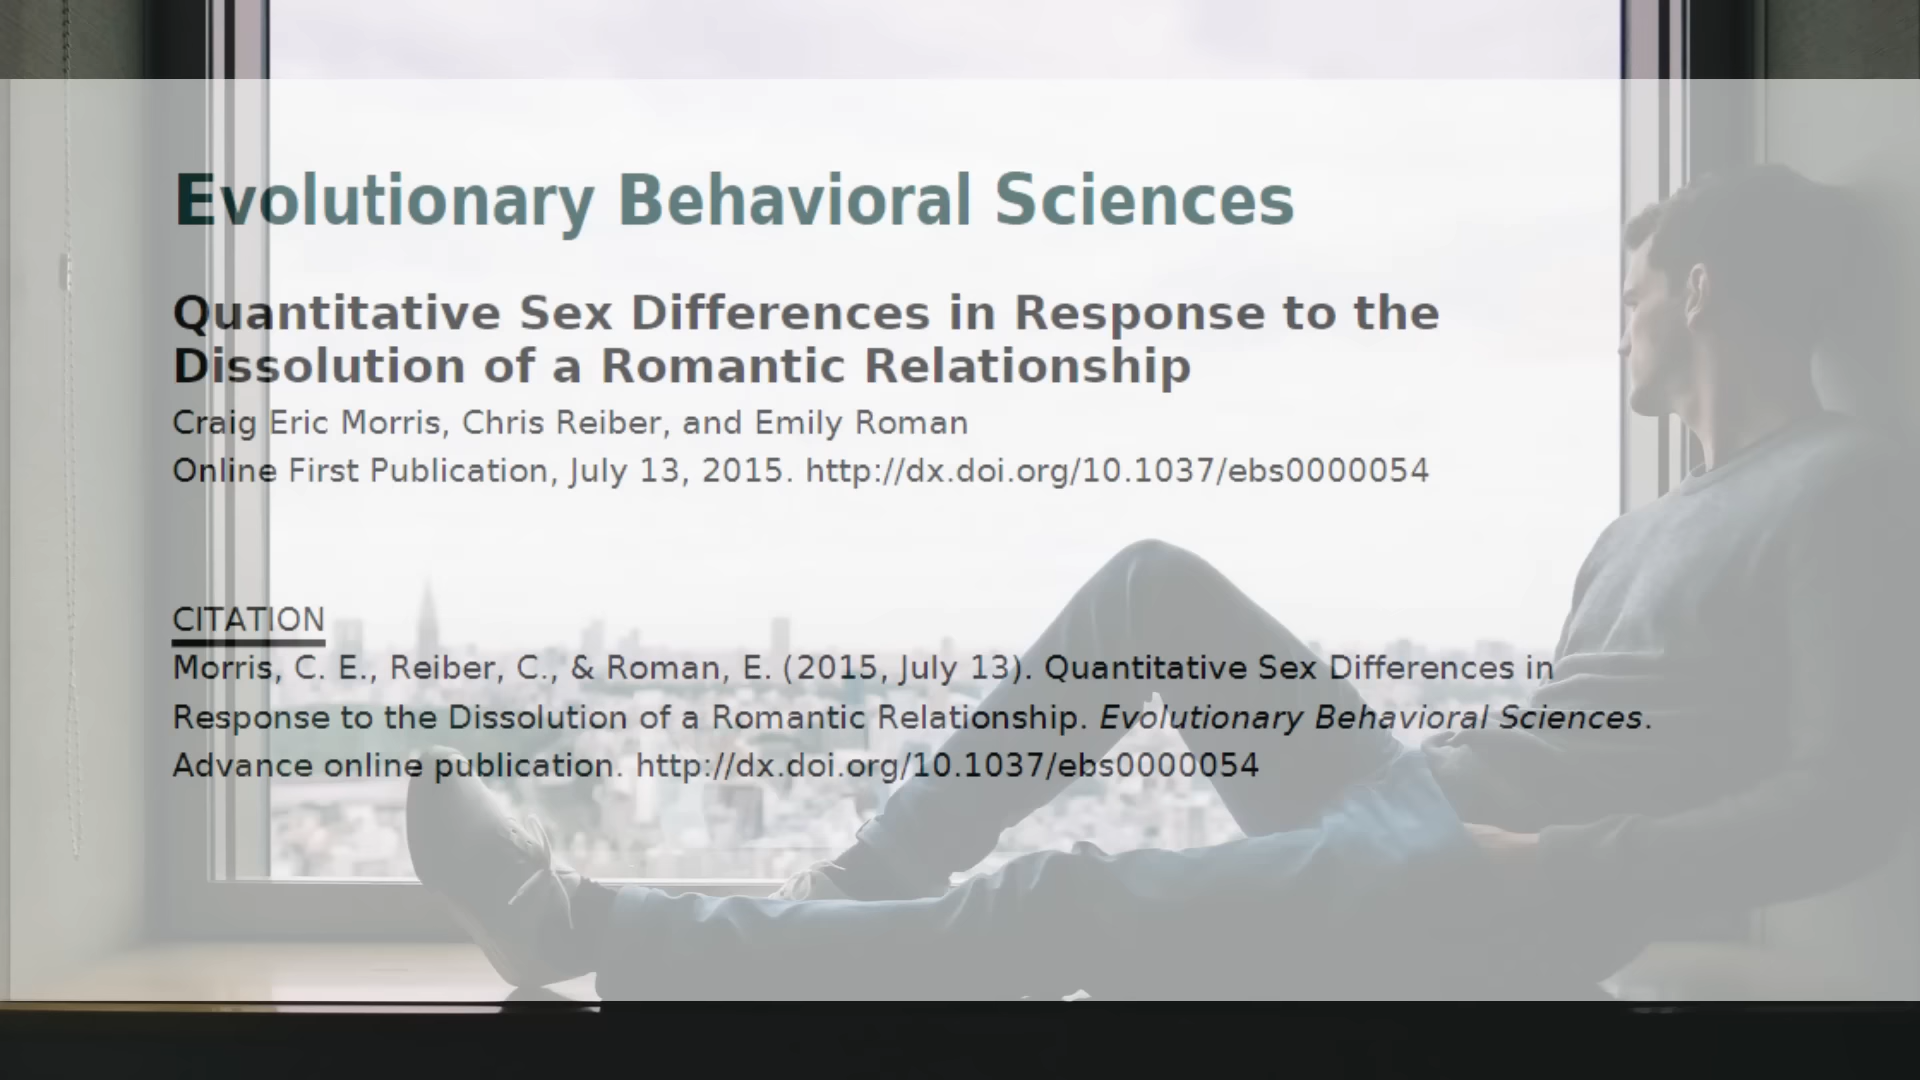 Evolutionary Behavioral Sciences
Quantitative Sex Differences in Response to the
Dissolution of a Romantic Relationship
Craig Eric Morris, Chris Reiber, and Emily Roman
Online First Publication, July 13, 2015. http://dx.doi.org/10.1037/ebs0000054
CITATION
Morris, C. E., Reiber, C., & Roman, E. (2015, July 13). Quantitative Sex Differences in
Response to the Dissolution of a Romantic Relationship. Evolutionary Behavioral Sciences.
Advance online publication. http://dx.doi.org/10.1037/ebs0000054